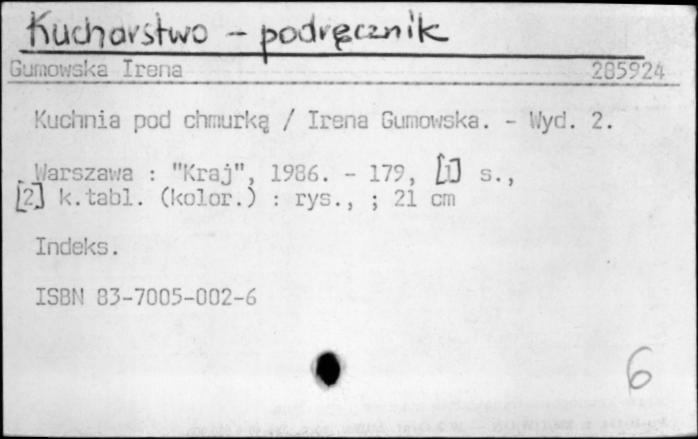 Kucharstwo - podręcznik
Gumowska Irena 285924
Kuchnia pod chmurką / Irena Gumowska. - Wyd. 2.
Warszawa : "Kraj", 1986. - 179, [1] s.,
[2] k.tabl. (kolor.) : rys., ; 21 cm
Indeks.
ISBN 83-7005-002-6
6